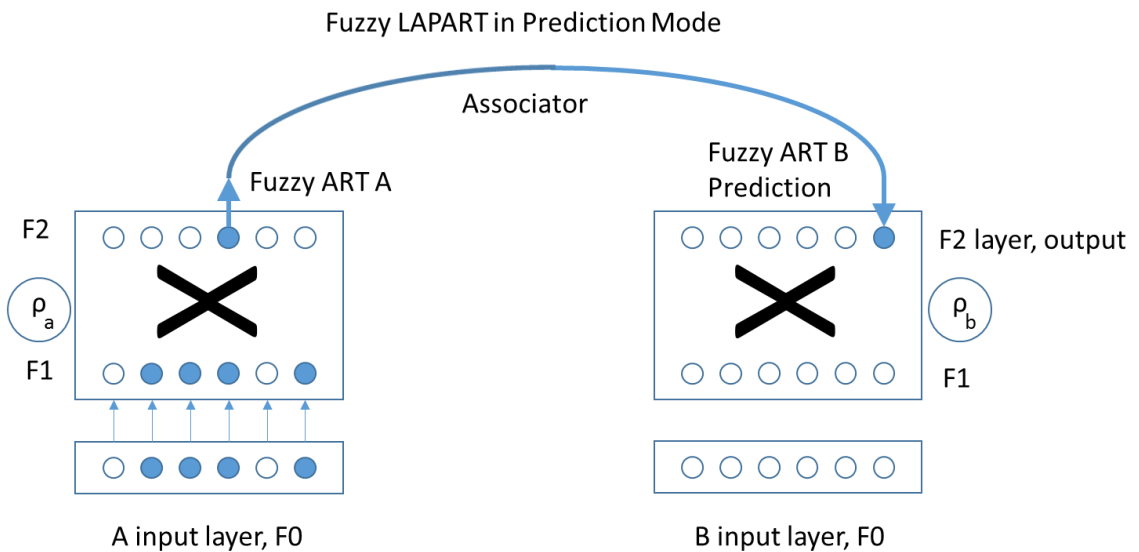 Fuzzy LAPART in Prediction Mode
Associator
Fuzzy ART A
Fuzzy ART B
Prediction
F2
F2 layer, output
ρa
ρb
F1
F1
A input layer, F0
B input layer, F0